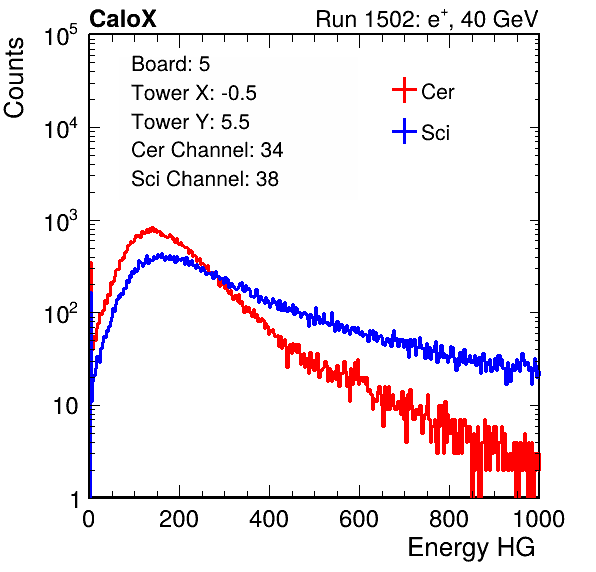 CaloX Run 1502: e⁺, 40 GeV
Counts
10⁵
10⁴
10³
10²
10
1
Board: 5
Tower X: -0.5
Tower Y: 5.5
Cer Channel: 34
Sci Channel: 38
Cer
Sci
0 200 400 600 800 1000
Energy HG